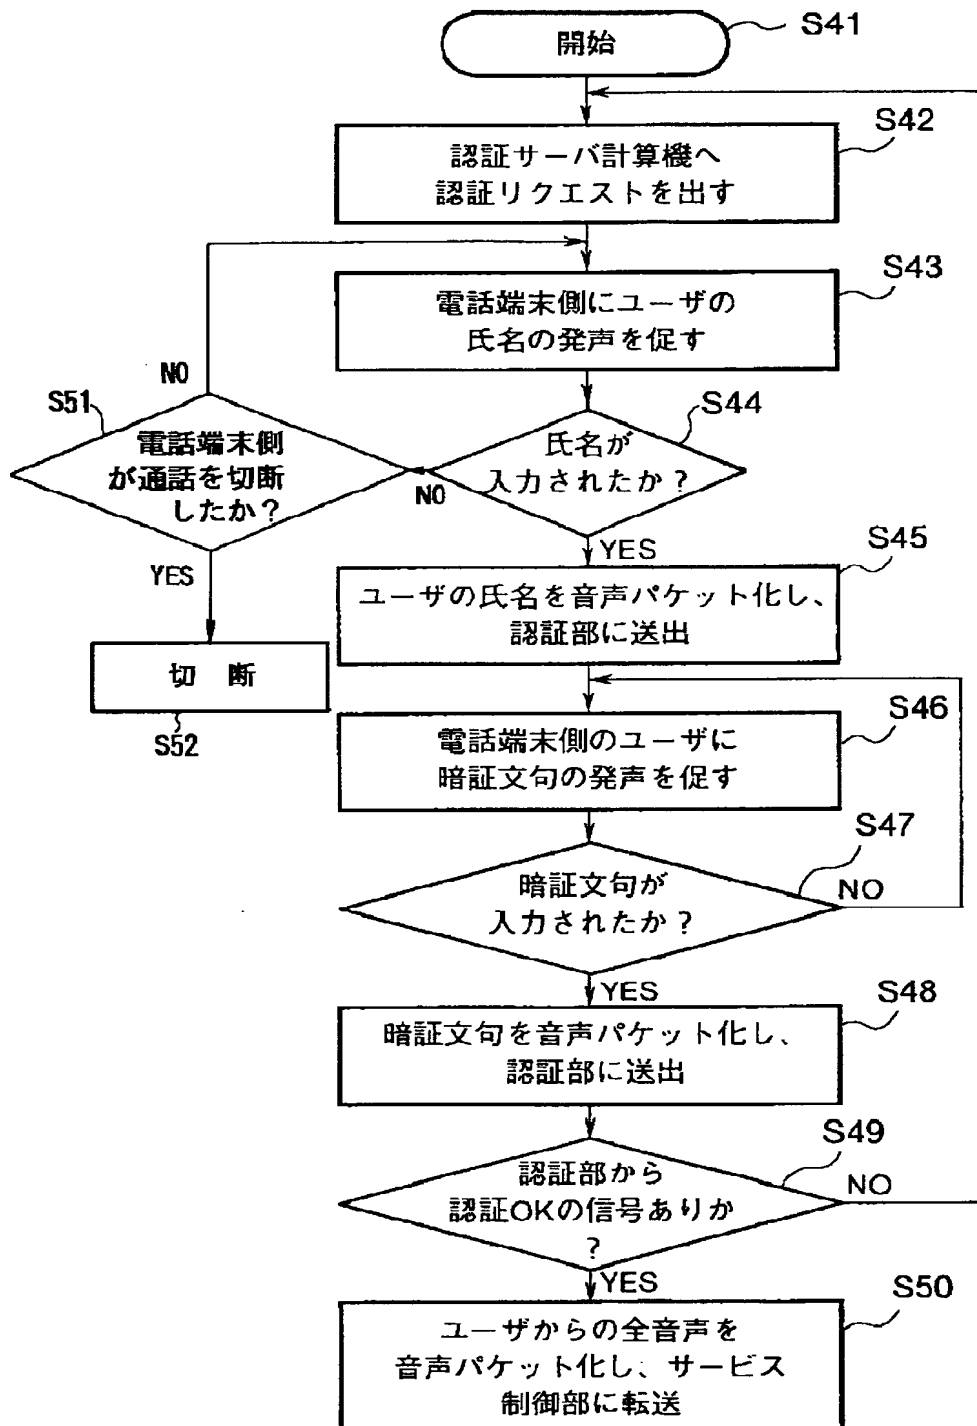 開始
S41
S42
認証サーバ計算機へ
認証リクエストを出す
S43
電話端末側にユーザの
氏名の発声を促す
NO
S51
電話端末側
が通話を切断
したか？
S44
氏名が
入力されたか？
NO
YES
YES
S45
ユーザの氏名を音声パケット化し、
認証部に送出
切 断
S52
S46
電話端末側のユーザに
暗証文句の発声を促す
S47
暗証文句が
入力されたか？
NO
YES
S48
暗証文句を音声パケット化し、
認証部に送出
S49
認証部から
認証OKの信号ありか
？
NO
YES
S50
ユーザからの全音声を
音声パケット化し、サービス
制御部に転送